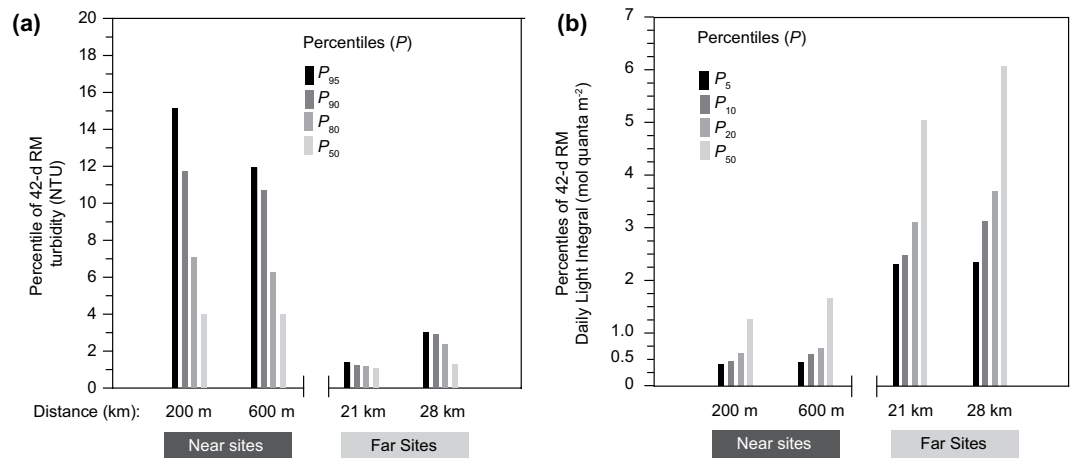 (a)
Percentile of 42-d RM
turbidity (NTU)
20
18
16
14
12
10
8
6
4
2
0
Percentiles (P)
P95
P90
P80
P50
Distance (km):
200 m
600 m
21 km
28 km
Near sites
Far Sites
(b)
Percentles of 42-d RM
Daily Light Integral (mol quanta m-2)
7
6
5
4
3
2
1.0
0.5
0
Percentiles (P)
P5
P10
P20
P50
200 m
600 m
21 km
28 km
Near sites
Far Sites